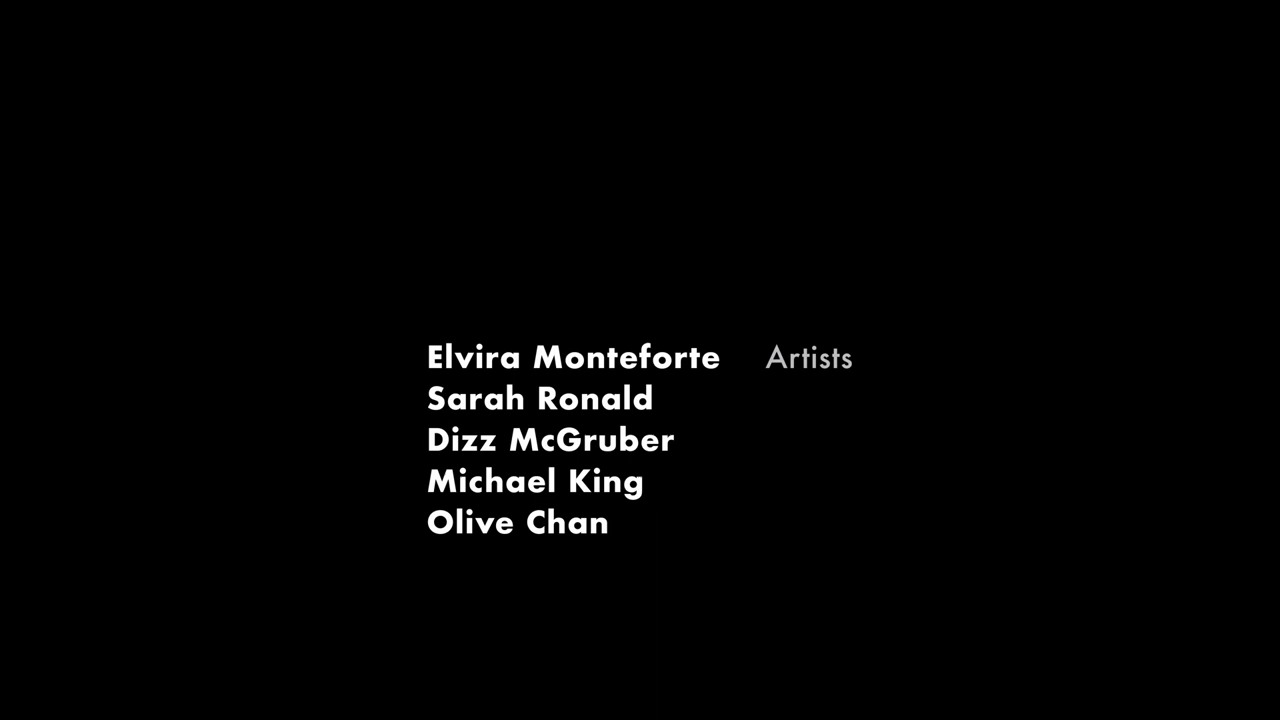 Elvira Monteforte Artists
Sarah Ronald
Dizz McGruber
Michael King
Olive Chan